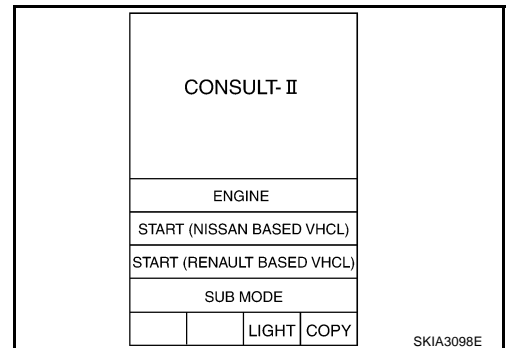 CONSULT-II
ENGINE
START (NISSAN BASED VHCL)
START (RENAULT BASED VHCL)
SUB MODE
LIGHT COPY
SKIA3098E